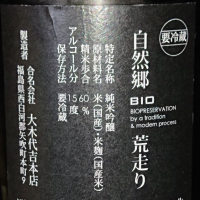 要冷蔵
自然郷
BIO
BIOPRESERVATION
by a tradition
& modern process
荒走り
特定名称　純米吟醸
原材料名　米(国産)・米麹(国産米)
精米歩合　60%
アルコール分　15度
保存方法　要冷蔵
製造者　合名会社　大木代吉本店
福島県西白河郡矢吹町本町9